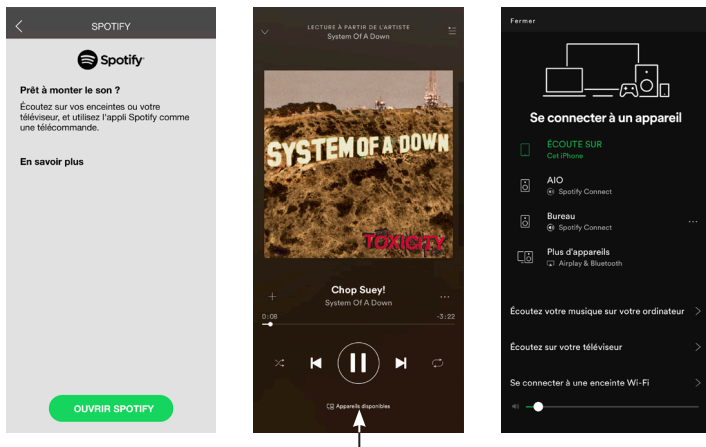 SPOTIFY
Spotify
Prêt à monter le son ?
Écoutez sur vos enceintes ou votre
téléviseur, et utilisez l'appli Spotify comme
une télécommande.
En savoir plus
OUVRIR SPOTIFY
LECTURE À PARTIR DE L'ARTISTE
System Of A Down
SYSTEM OF A DOWN
TOXICITY
Chop Suey!
System Of A Down
0:08
-3:22
Appareils disponibles
Fermer
Se connecter à un appareil
ÉCOUTE SUR
Cet iPhone
AIO
Spotify Connect
Bureau
Spotify Connect
Plus d'appareils
Airplay & Bluetooth
Écoutez votre musique sur votre ordinateur
Écoutez sur votre téléviseur
Se connecter à une enceinte Wi-Fi